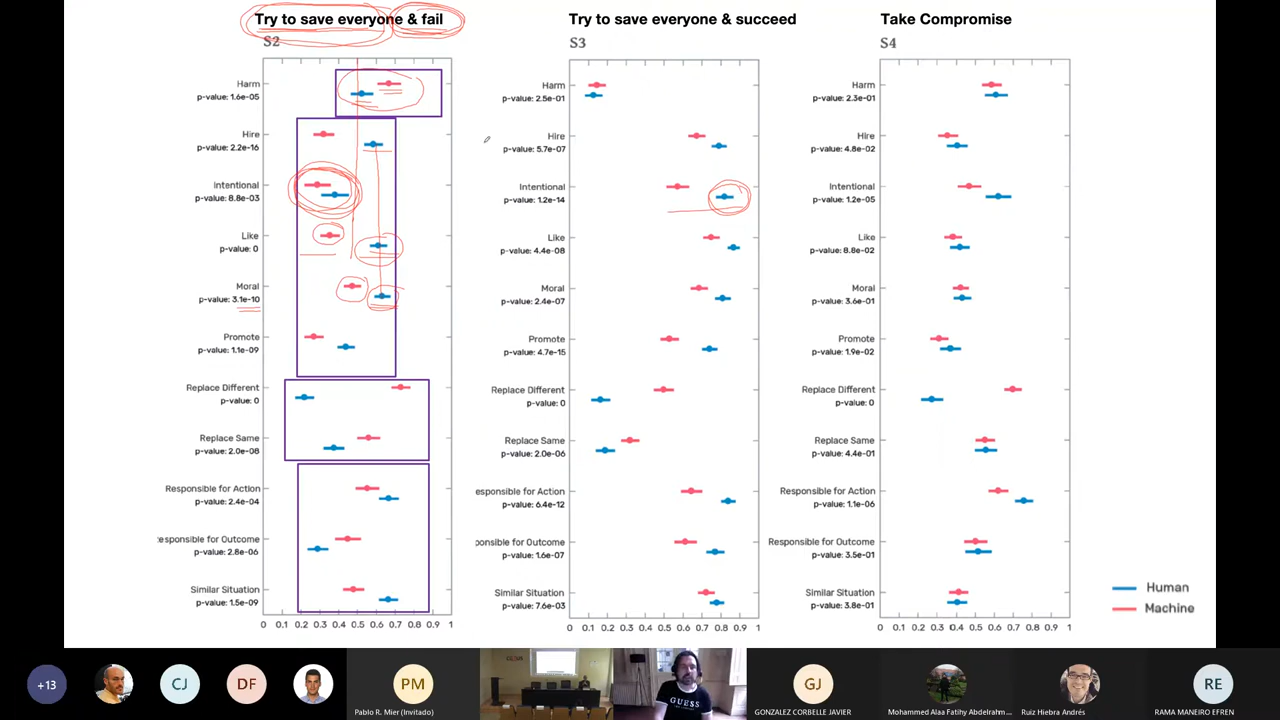 Try to save everyone & fail
S2
Harm
p-value: 1.6e-05
Hire
p-value: 2.2e-16
Intentional
p-value: 8.8e-03
Like
p-value: 0
Moral
p-value: 3.1e-10
Promote
p-value: 1.1e-09
Replace Different
p-value: 0
Replace Same
p-value: 2.0e-08
Responsible for Action
p-value: 2.4e-04
esponsible for Outcome
p-value: 2.8e-06
Similar Situation
p-value: 1.5e-09
0 0.1 0.2 0.3 0.4 0.5 0.6 0.7 0.8 0.9 1
Try to save everyone & succeed
S3
Harm
p-value: 2.5e-01
Hire
p-value: 5.7e-07
Intentional
p-value: 1.2e-14
Like
p-value: 4.4e-08
Moral
p-value: 2.4e-07
Promote
p-value: 4.7e-15
Replace Different
p-value: 0
Replace Same
p-value: 2.0e-06
esponsible for Action
p-value: 6.4e-12
ponsible for Outcome
p-value: 1.6e-07
Similar Situation
p-value: 7.6e-03
0 0.1 0.2 0.3 0.4 0.5 0.6 0.7 0.8 0.9 1
Take Compromise
S4
Harm
p-value: 2.3e-01
Hire
p-value: 4.8e-02
Intentional
p-value: 1.2e-05
Like
p-value: 8.8e-02
Moral
p-value: 3.6e-01
Promote
p-value: 1.9e-02
Replace Different
p-value: 0
Replace Same
p-value: 4.4e-01
Responsible for Action
p-value: 1.1e-06
Responsible for Outcome
p-value: 3.5e-01
Similar Situation
p-value: 3.8e-01
0 0.1 0.2 0.3 0.4 0.5 0.6 0.7 0.8 0.9 1
Human
Machine
+13
CJ
DF
PM
Pablo R. Mier (Invitado)
GUESS
GJ
GONZALEZ CORBELLE JAVIER
Mohammed Alaa Fatihy Abdelrahm...
Ruiz Hiebra Andrés
RE
RAMA MANEIRO EFREN